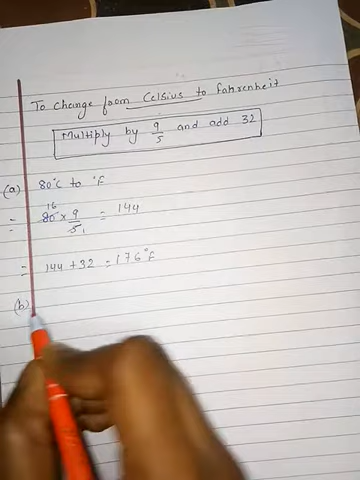 To change from Celsius to fahrenheit
Multiply by 9/5 and add 32
(a) 80°C to °F
= 80 16 × 9/5 1 = 144
= 144 + 32 = 176°F
(b)